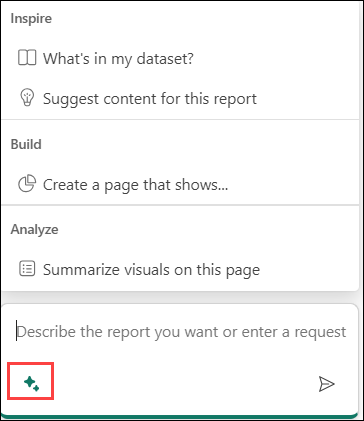 Inspire
What's in my dataset?
Suggest content for this report
Build
Create a page that shows...
Analyze
Summarize visuals on this page
Describe the report you want or enter a request